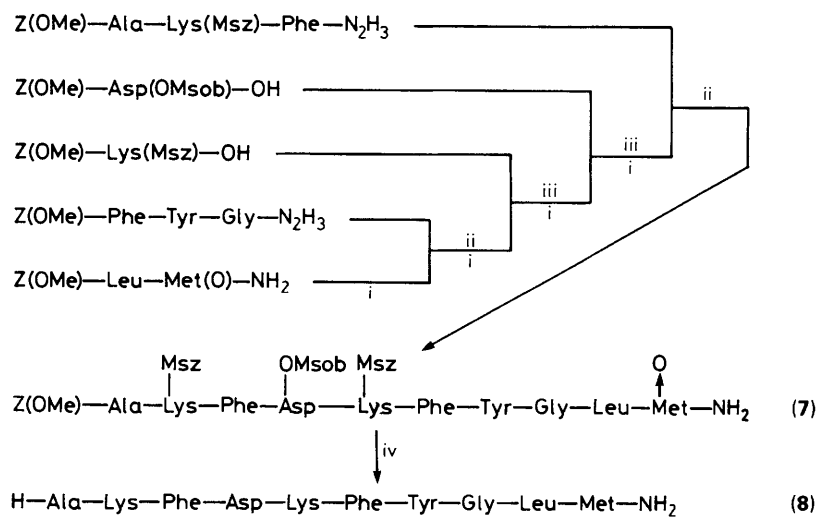 Z(OMe)—Ala—Lys(Msz)—Phe—N₂H₃
ii
Z(OMe)—Asp(OMsob)—OH
iii
i
Z(OMe)—Lys(Msz)—OH
iii
i
Z(OMe)—Phe—Tyr—Gly—N₂H₃
ii
i
Z(OMe)—Leu—Met(O)—NH₂
i
Msz OMsob Msz O
Z(OMe)—Ala—Lys—Phe—Asp—Lys—Phe—Tyr—Gly—Leu—Met—NH₂ (7)
iv
H—Ala—Lys—Phe—Asp—Lys—Phe—Tyr—Gly—Leu—Met—NH₂ (8)